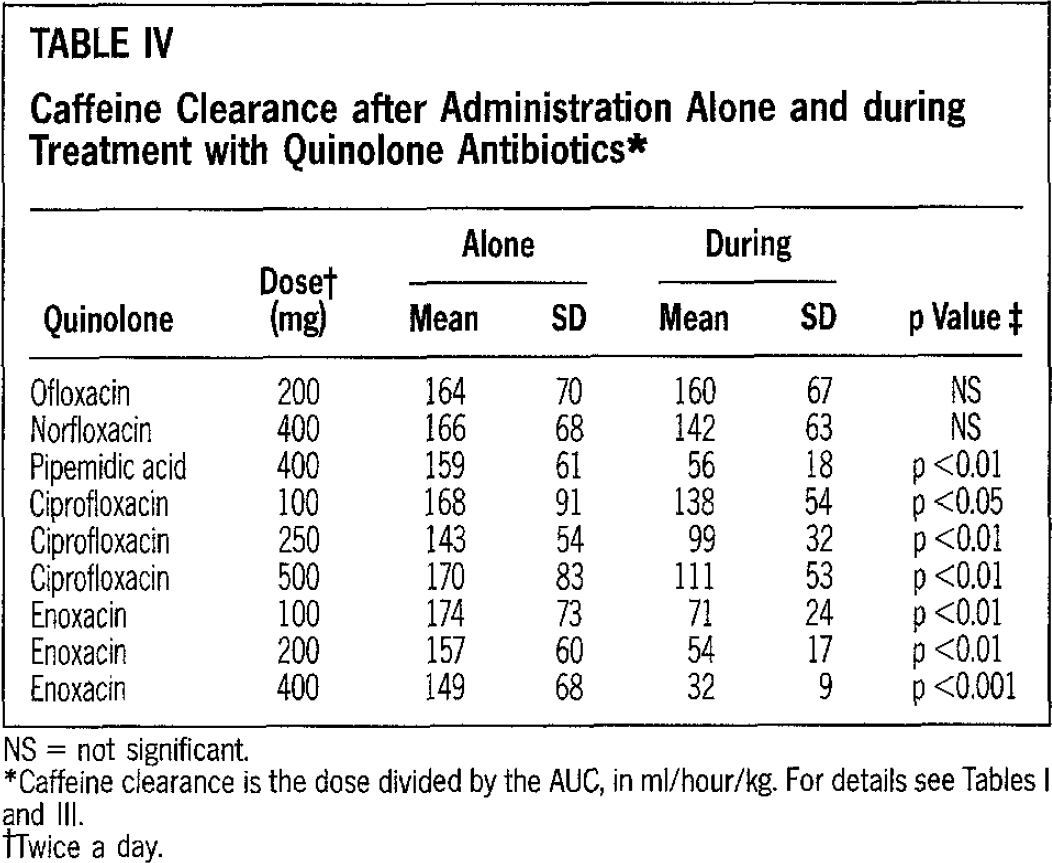 TABLE IV
Caffeine Clearance after Administration Alone and during
Treatment with Quinolone Antibiotics*
Alone During
Dose†
Quinolone (mg) Mean SD Mean SD p Value ‡
Ofloxacin 200 164 70 160 67 NS
Norfloxacin 400 166 68 142 63 NS
Pipemidic acid 400 159 61 56 18 p <0.01
Ciprofloxacin 100 168 91 138 54 p <0.05
Ciprofloxacin 250 143 54 99 32 p <0.01
Ciprofloxacin 500 170 83 111 53 p <0.01
Enoxacin 100 174 73 71 24 p <0.01
Enoxacin 200 157 60 54 17 p <0.01
Enoxacin 400 149 68 32 9 p <0.001
NS = not significant.
*Caffeine clearance is the dose divided by the AUC, in ml/hour/kg. For details see Tables I
and III.
†Twice a day.